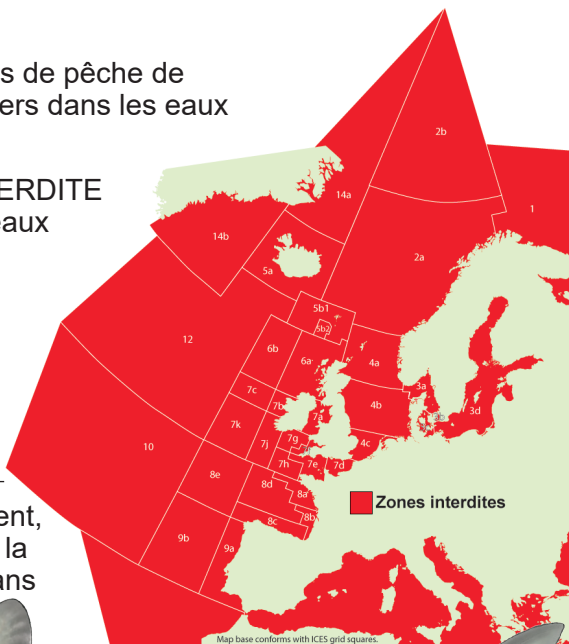 s de pêche de
ers dans les eaux
ERDITE
eaux
ent,
la
ans
2b
1
14a
14b
2a
5a
5b1
5b2
12
6b
6a
4a
3a
7c
7b
7a
4b
3d
10
7k
7j
7g
4c
7h
7e
7d
8e
8d
8a
8b
8c
9b
9a
Zones interdites
Map base conforms with ICES grid squares.